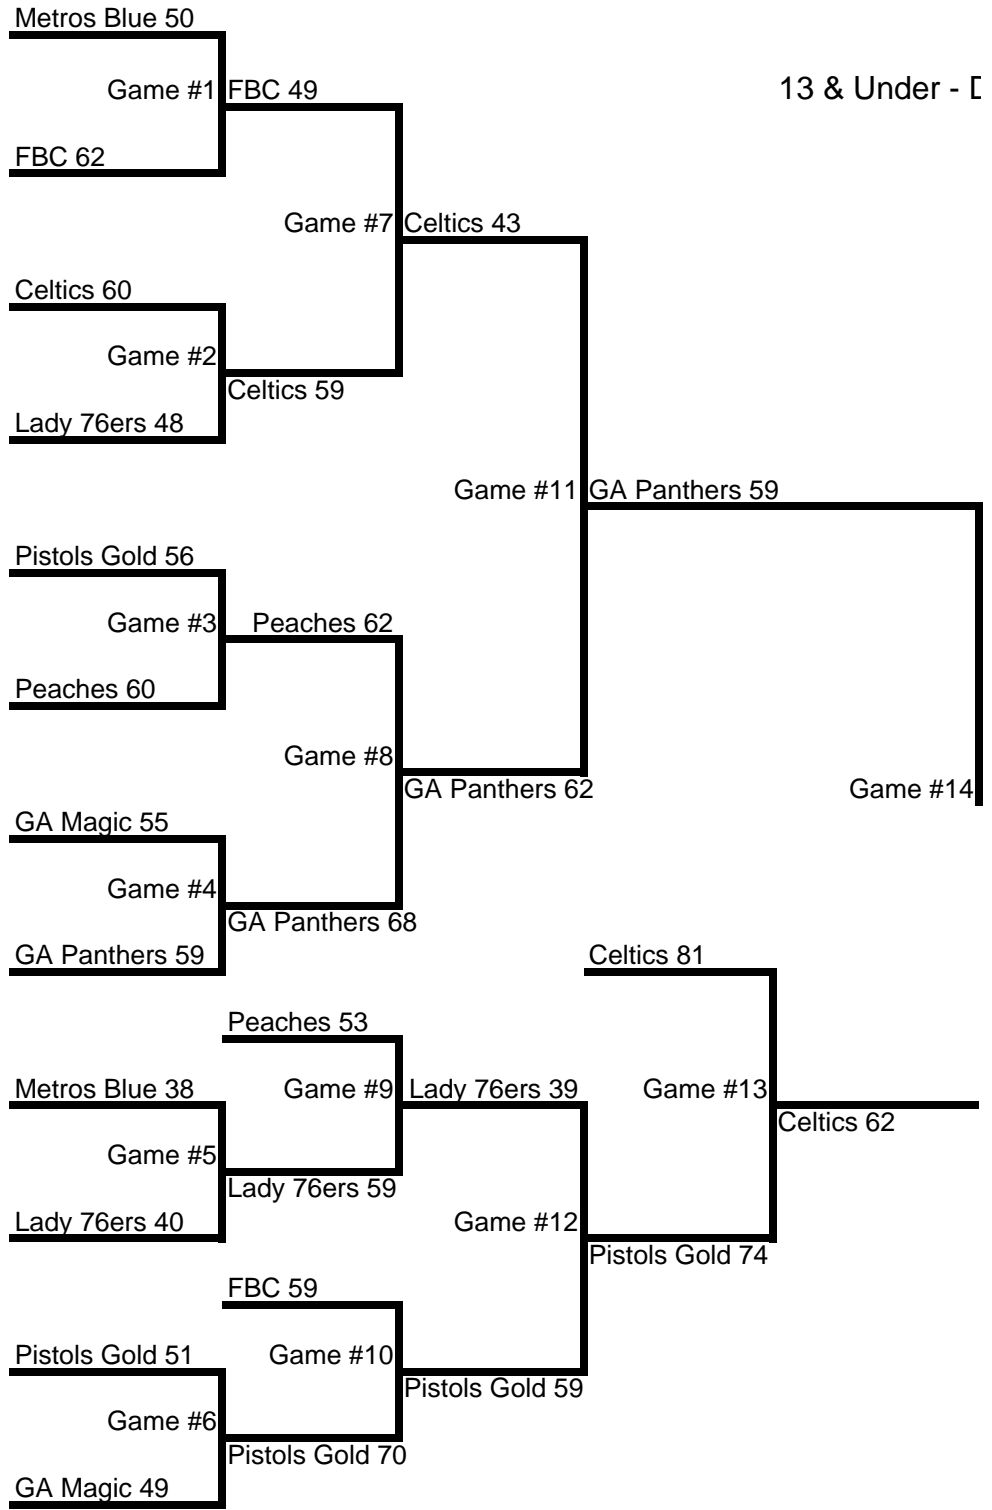 Metros Blue 50
Game #1 FBC 49
13 & Under -
FBC 62
Game #7 Celtics 43
Celtics 60
Game #2
Celtics 59
Lady 76ers 48
Game #11 GA Panthers 59
Pistols Gold 56
Game #3 Peaches 62
Peaches 60
Game #8
GA Panthers 62
Game #14
GA Magic 55
Game #4
GA Panthers 68
GA Panthers 59
Celtics 81
Peaches 53
Metros Blue 38
Game #9 Lady 76ers 39
Game #13
Celtics 62
Game #5
Lady 76ers 59
Lady 76ers 40
Game #12
Pistols Gold 74
FBC 59
Pistols Gold 51
Game #10
Pistols Gold 59
Game #6
Pistols Gold 70
GA Magic 49